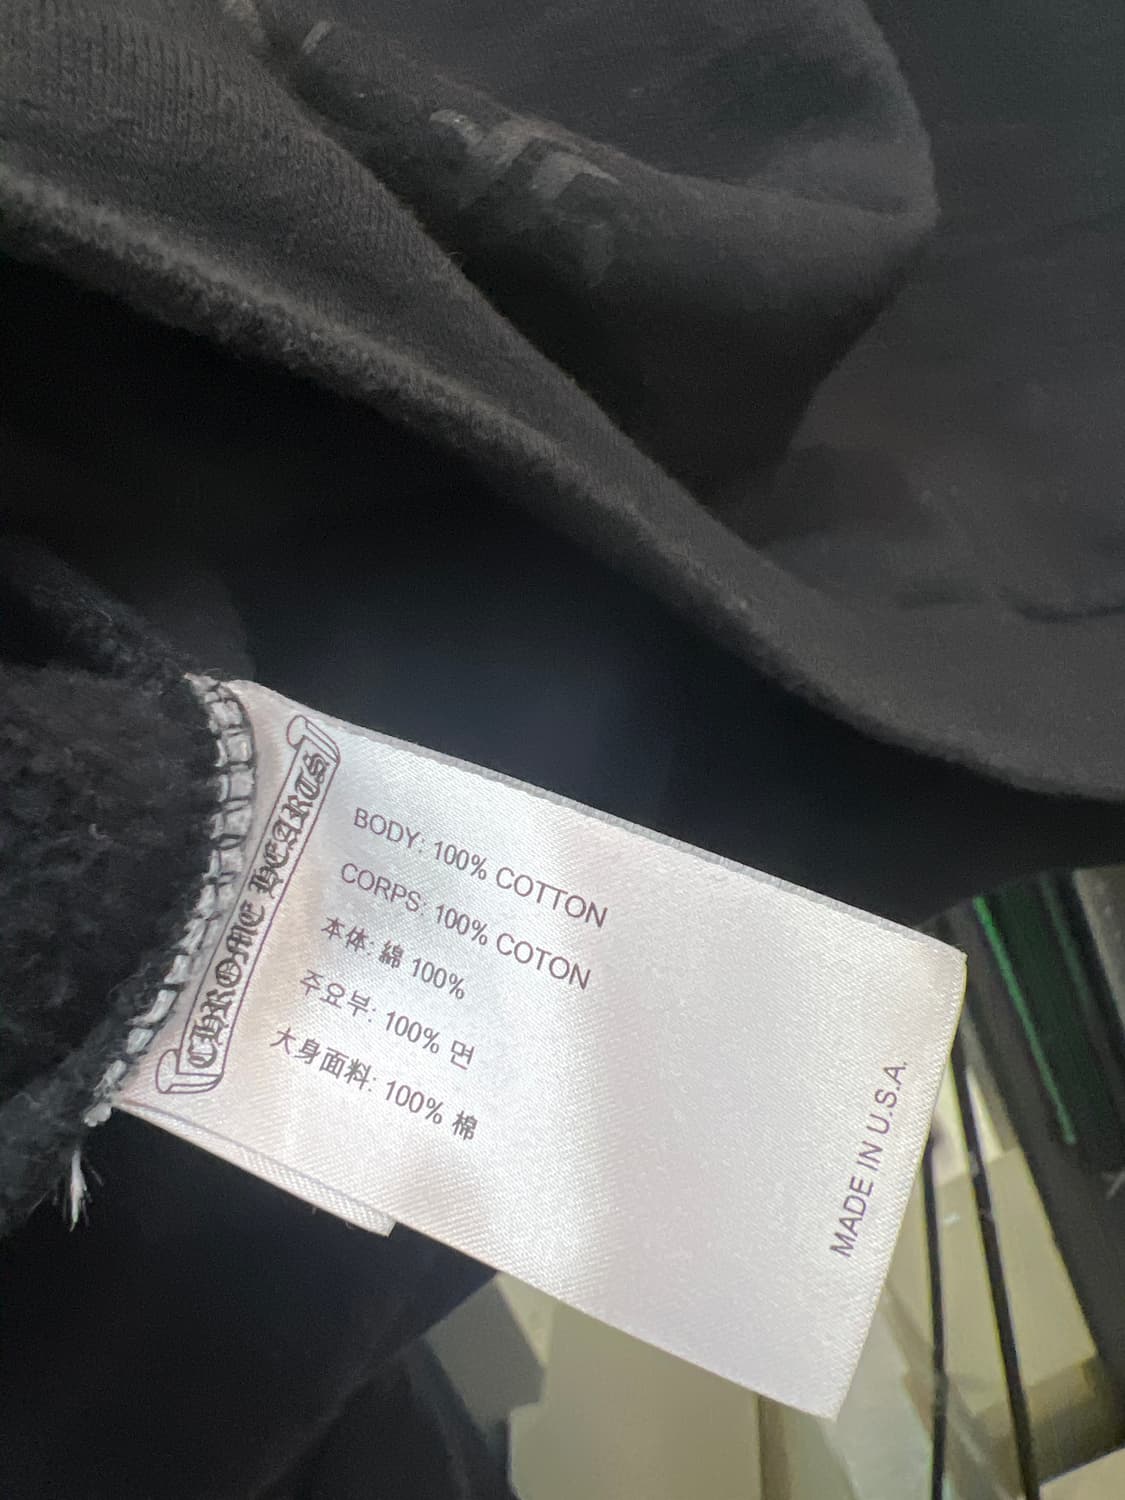 CHROME HEARTS
BODY: 100% COTTON
CORPS: 100% COTON
本体: 綿 100%
주요부: 100% 면
大身面料: 100% 棉
MADE IN U.S.A.